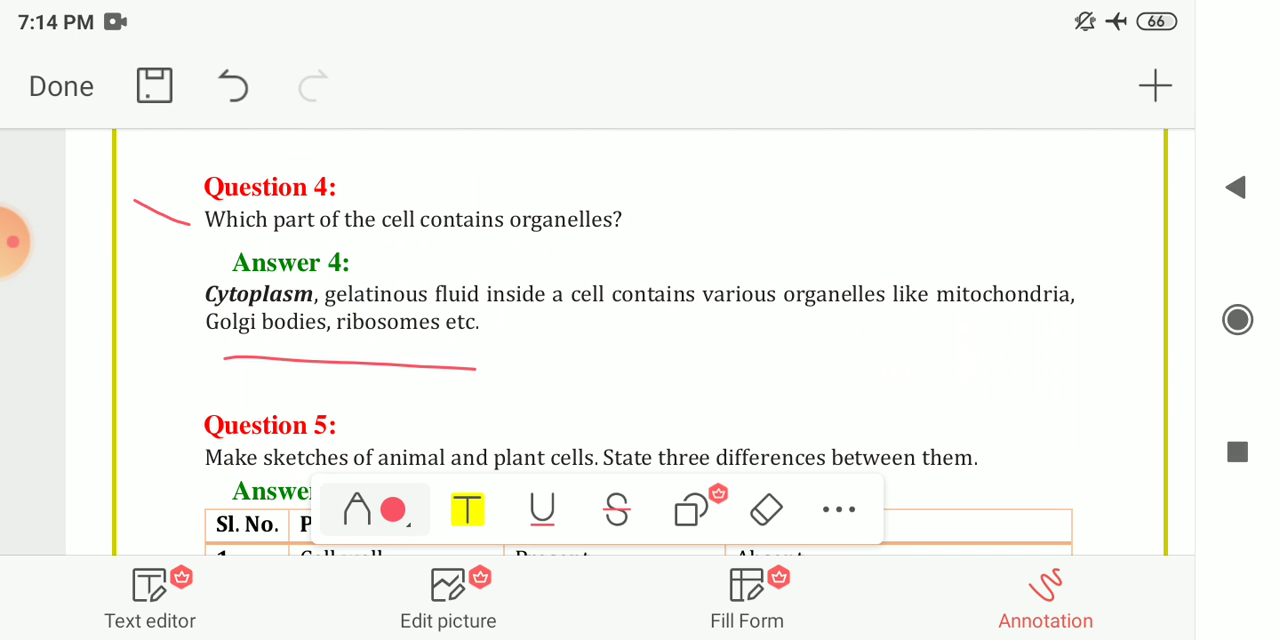 7:14 PM
66
Done
Question 4:
Which part of the cell contains organelles?
Answer 4:
Cytoplasm, gelatinous fluid inside a cell contains various organelles like mitochondria,
Golgi bodies, ribosomes etc.
Question 5:
Make sketches of animal and plant cells. State three differences between them.
Answe
Sl. No. P
T U S
Text editor Edit picture Fill Form Annotation